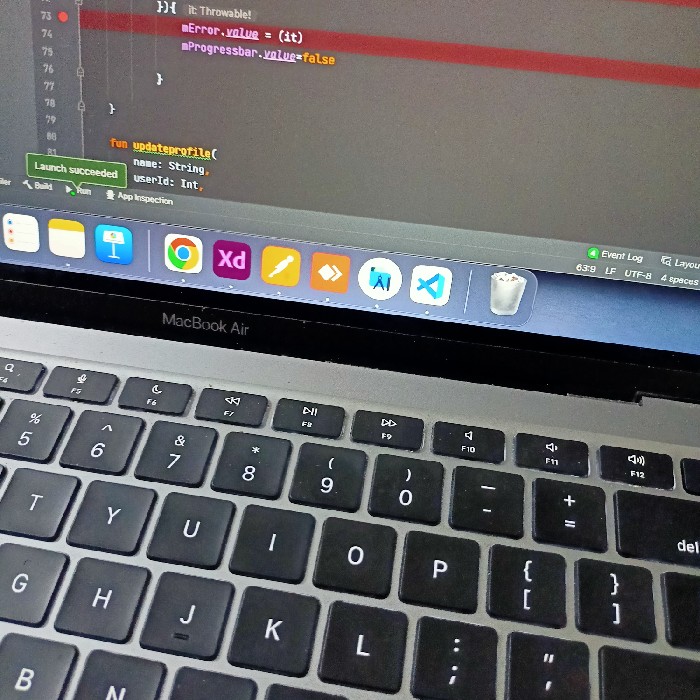 73 }){ it: Throwable!
74 mError.value = (it)
75 mProgressbar.value=false
76
77 }
78 }
79
80 fun updateprofile(
81 name: String,
userId: Int,
Launch succeeded
Build Run App Inspection
Event Log Layou
63:9 LF UTF-8 4 spaces
Xd
MacBook Air
F4 F5 F6 F7 F8 F9 F10 F11 F12
% 5 ^ 6 & 7 * 8 ( 9 ) 0 — - + =
del
T Y U I O P { [ } ]
G H J K L : ; " '
B N